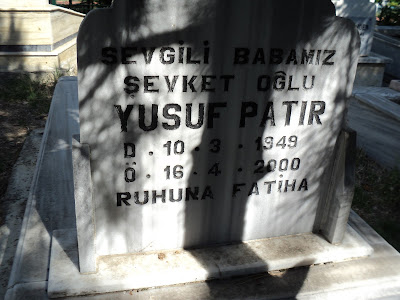 SEVGİLİ BABAMIZ
ŞEVKET OĞLU
YUSUF PATIR
D . 10 . 3 . 1949
Ö . 16 . 4 . 2000
RUHUNA FATİHA